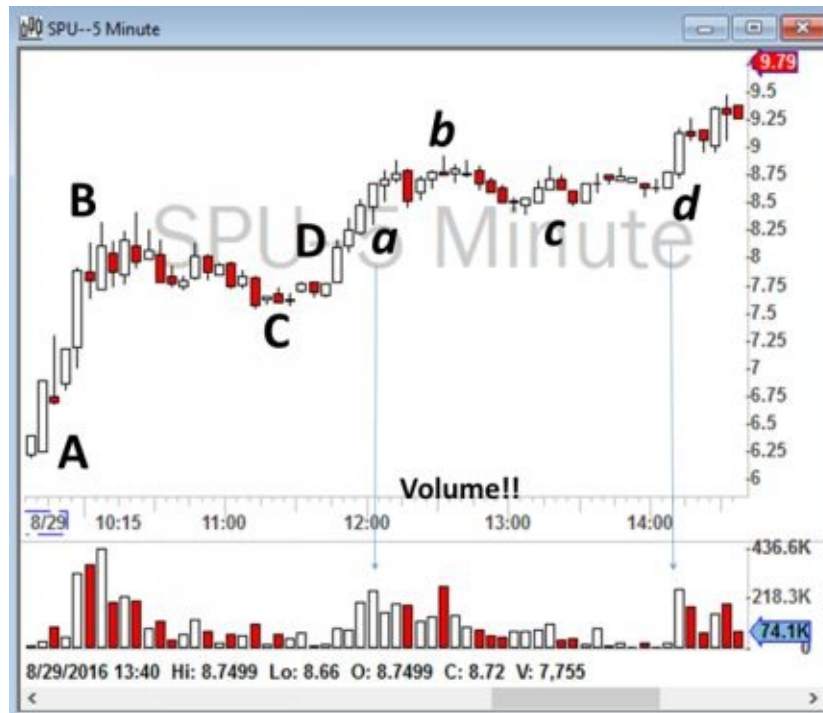 SPU--5 Minute
9.79
9.5
9.25
9
8.75
8.5
8.25
8
7.75
7.5
7.25
7
6.75
6.5
6.25
6
SPU--5 Minute
A
B
C
D
a
b
c
d
Volume!!
8/29 10:15 11:00 12:00 13:00 14:00
436.6K
218.3K
74.1K
0
8/29/2016 13:40 Hi: 8.7499 Lo: 8.66 O: 8.7499 C: 8.72 V: 7,755